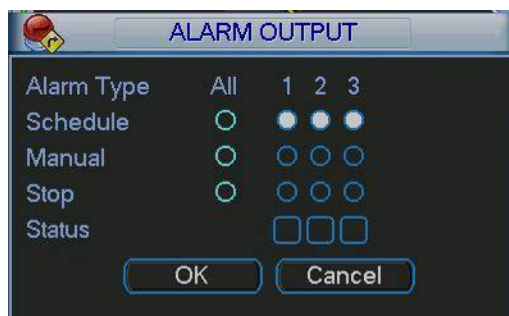 ALARM OUTPUT
Alarm Type All 1 2 3
Schedule
Manual
Stop
Status
OK Cancel